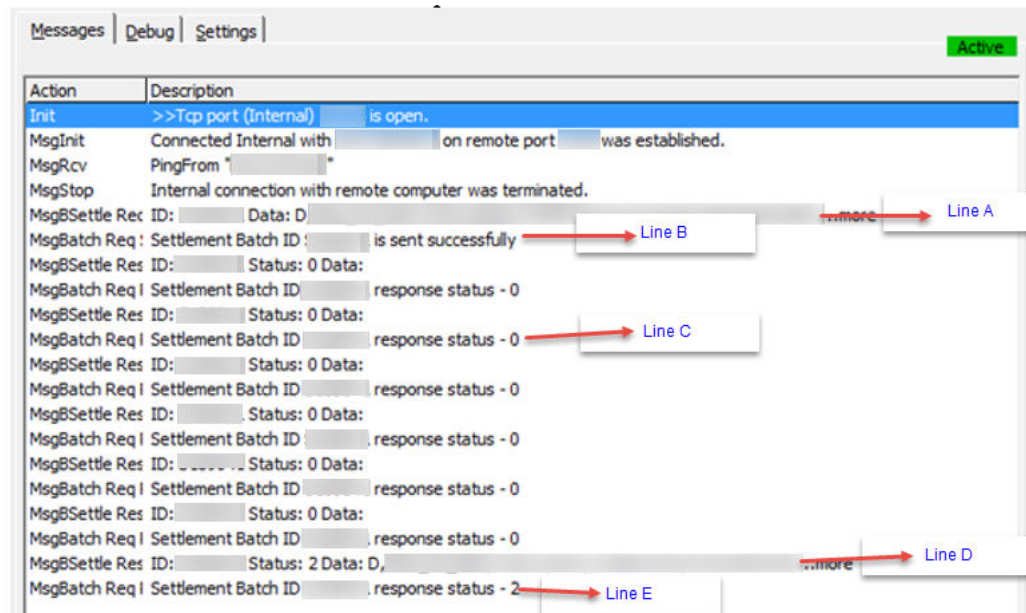 Messages Debug Settings
Active
Action Description
Init >>Tcp port (Internal) is open.
MsgInit Connected Internal with on remote port was established.
MsgRcv PingFrom " "
MsgStop Internal connection with remote computer was terminated.
MsgBSettle Rec ID: Data: D, ..more Line A
MsgBatch Req Settlement Batch ID is sent successfully Line B
MsgBSettle Res ID: Status: 0 Data:
MsgBatch Req Settlement Batch ID response status - 0
MsgBSettle Res ID: Status: 0 Data:
MsgBatch Req Settlement Batch ID response status - 0 Line C
MsgBSettle Res ID: Status: 0 Data:
MsgBatch Req Settlement Batch ID response status - 0
MsgBSettle Res ID: Status: 0 Data:
MsgBatch Req Settlement Batch ID response status - 0
MsgBSettle Res ID: Status: 0 Data:
MsgBatch Req Settlement Batch ID response status - 0
MsgBSettle Res ID: Status: 0 Data:
MsgBatch Req Settlement Batch ID response status - 0
MsgBSettle Res ID: Status: 2 Data: D, ..more Line D
MsgBatch Req Settlement Batch ID response status - 2 Line E